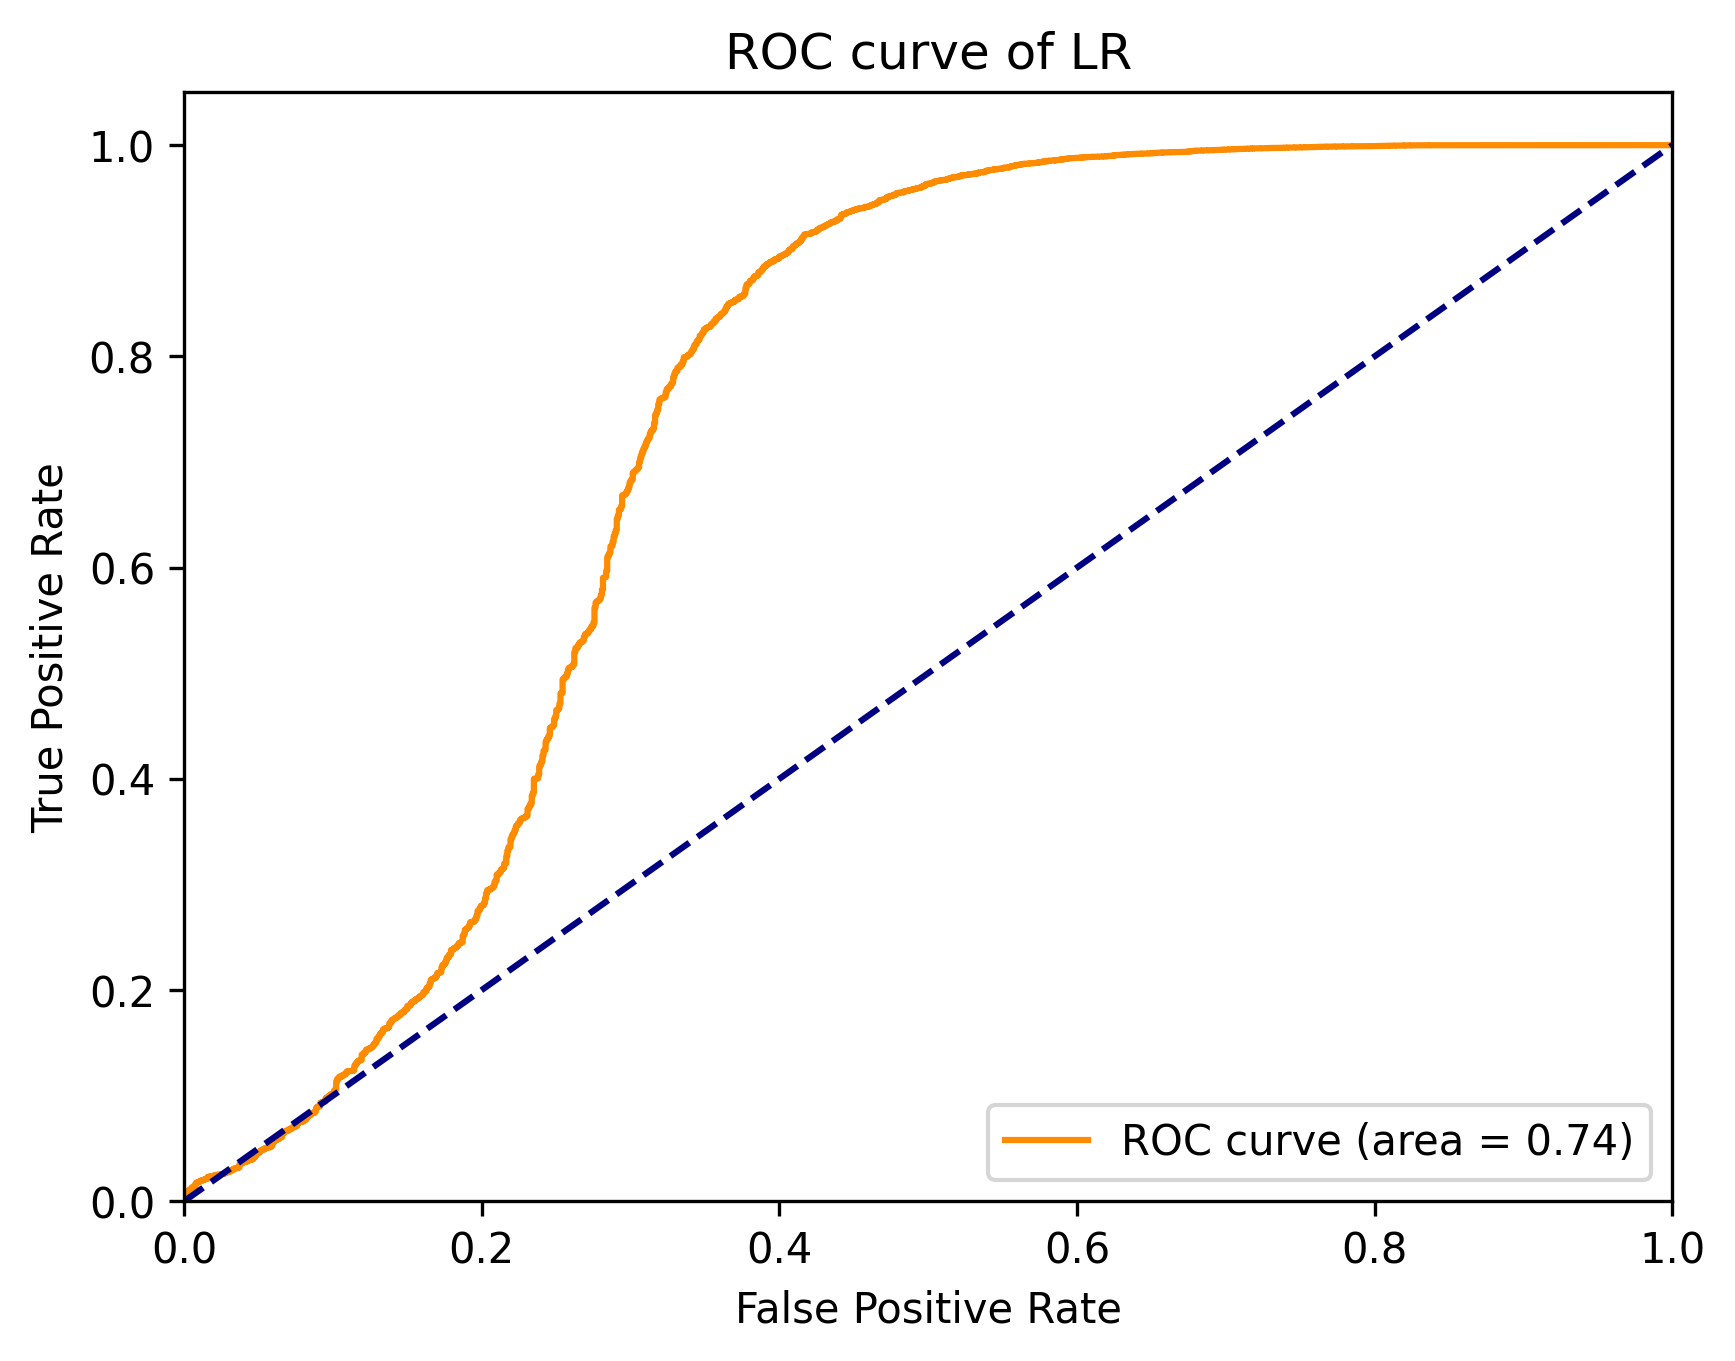 ROC curve of LR
1.0
0.8
0.6
0.4
0.2
0.0
True Positive Rate
ROC curve (area = 0.74)
0.0 0.2 0.4 0.6 0.8 1.0
False Positive Rate